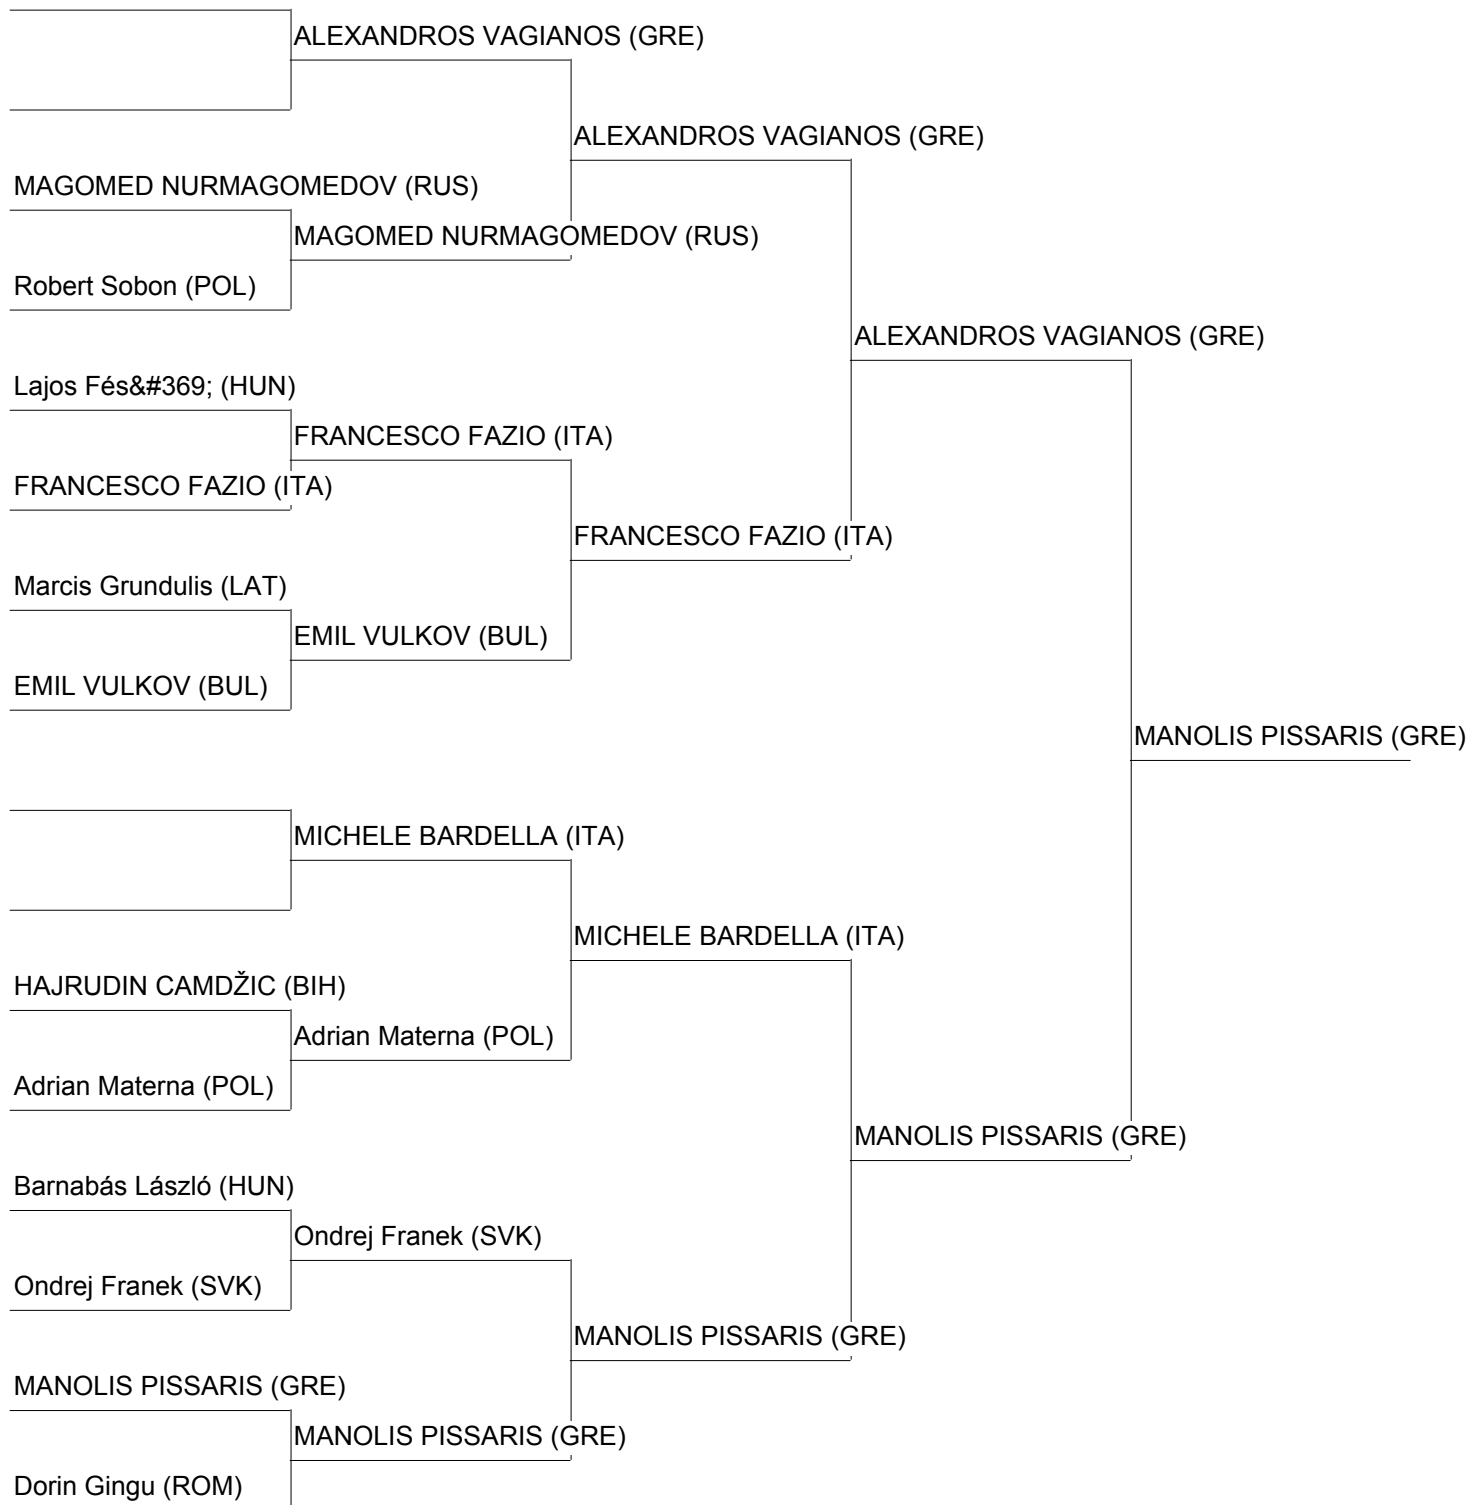 ALEXANDROS VAGIANOS (GRE)
ALEXANDROS VAGIANOS (GRE)
MAGOMED NURMAGOMEDOV (RUS)
MAGOMED NURMAGOMEDOV (RUS)
Robert Sobon (POL)
ALEXANDROS VAGIANOS (GRE)
Lajos Fés&#369; (HUN)
FRANCESCO FAZIO (ITA)
FRANCESCO FAZIO (ITA)
FRANCESCO FAZIO (ITA)
Marcis Grundulis (LAT)
EMIL VULKOV (BUL)
EMIL VULKOV (BUL)
MANOLIS PISSARIS (GRE)
MICHELE BARDELLA (ITA)
MICHELE BARDELLA (ITA)
HAJRUDIN CAMDŽIC (BIH)
Adrian Materna (POL)
Adrian Materna (POL)
MANOLIS PISSARIS (GRE)
Barnabás László (HUN)
Ondrej Franek (SVK)
Ondrej Franek (SVK)
MANOLIS PISSARIS (GRE)
MANOLIS PISSARIS (GRE)
MANOLIS PISSARIS (GRE)
Dorin Gingu (ROM)